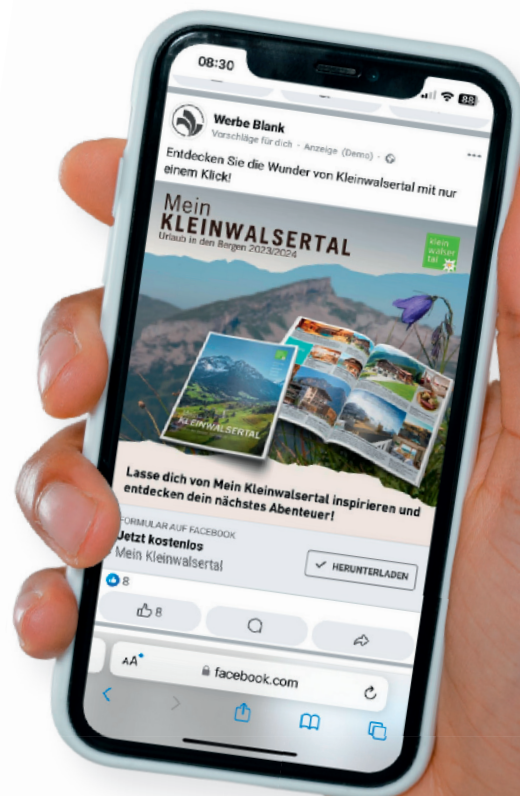 08:30
88
Werbe Blank
Vorschläge für dich · Anzeige (Demo) ·
Entdecken Sie die Wunder von Kleinwalsertal mit nur
einem Klick!
Mein
KLEINWALSERTAL
Urlaub in den Bergen 2023/2024
klein
walser
tal
KLEINWALSERTAL
Lasse dich von Mein Kleinwalsertal inspirieren und
entdecken dein nächstes Abenteuer!
FORMULAR AUF FACEBOOK
Jetzt kostenlos
Mein Kleinwalsertal
HERUNTERLADEN
8
8
AA
facebook.com